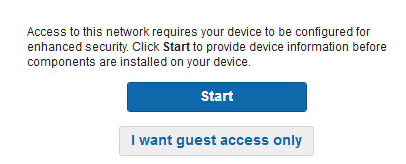 Access to this network requires your device to be configured for
enhanced security. Click Start to provide device information before
components are installed on your device.
Start
I want guest access only